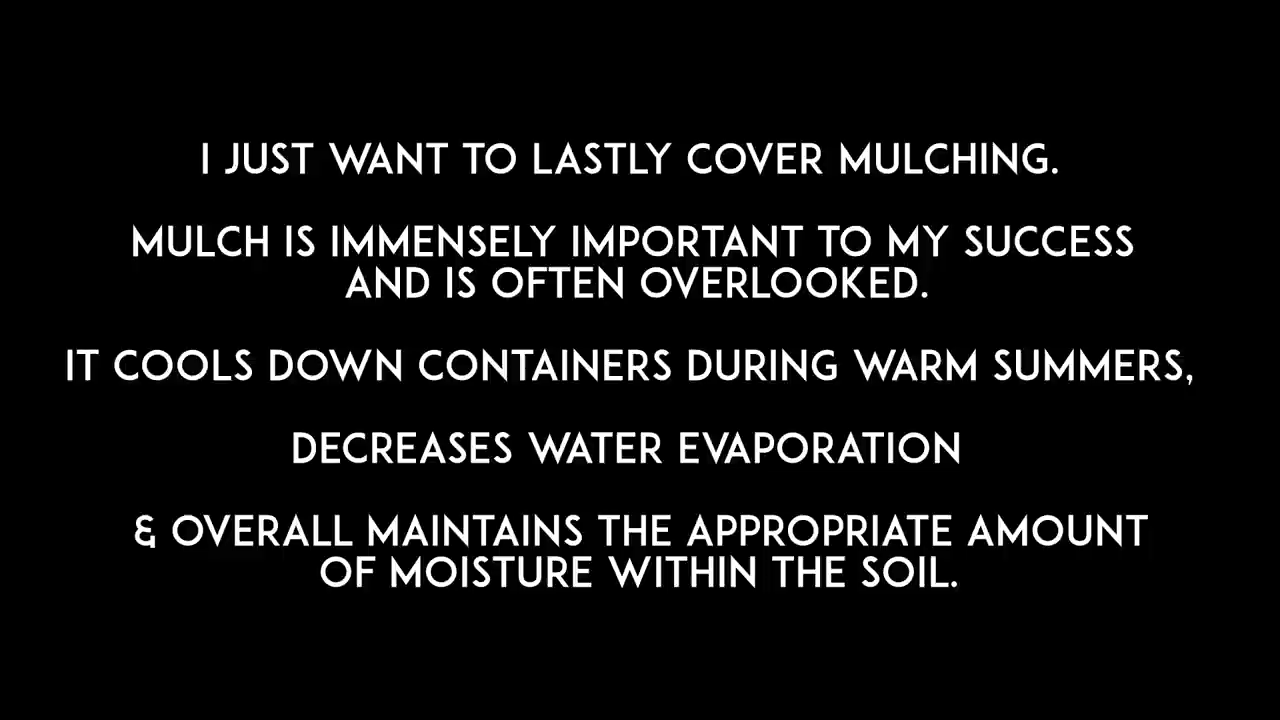 I JUST WANT TO LASTLY COVER MULCHING.
MULCH IS IMMENSELY IMPORTANT TO MY SUCCESS
AND IS OFTEN OVERLOOKED.
IT COOLS DOWN CONTAINERS DURING WARM SUMMERS,
DECREASES WATER EVAPORATION
& OVERALL MAINTAINS THE APPROPRIATE AMOUNT
OF MOISTURE WITHIN THE SOIL.